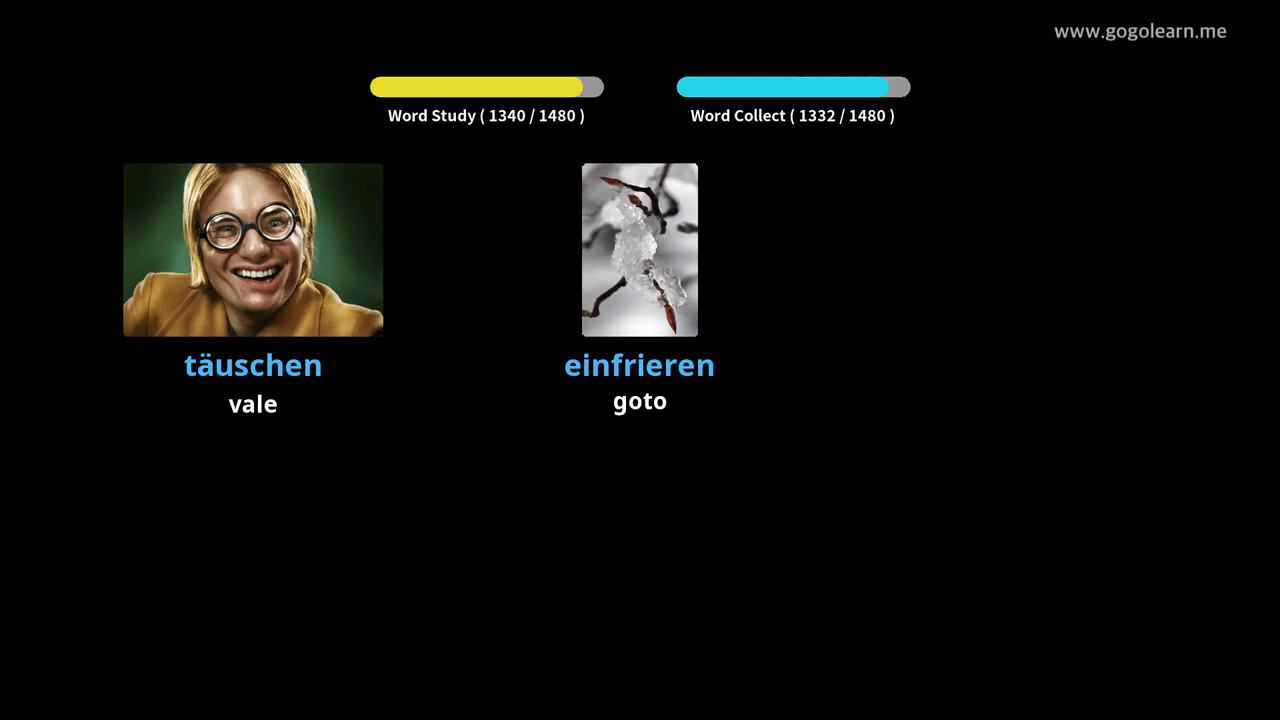 www.gogolearn.me
Word Study ( 1340 / 1480 )
Word Collect ( 1332 / 1480 )
täuschen
vale
einfrieren
goto